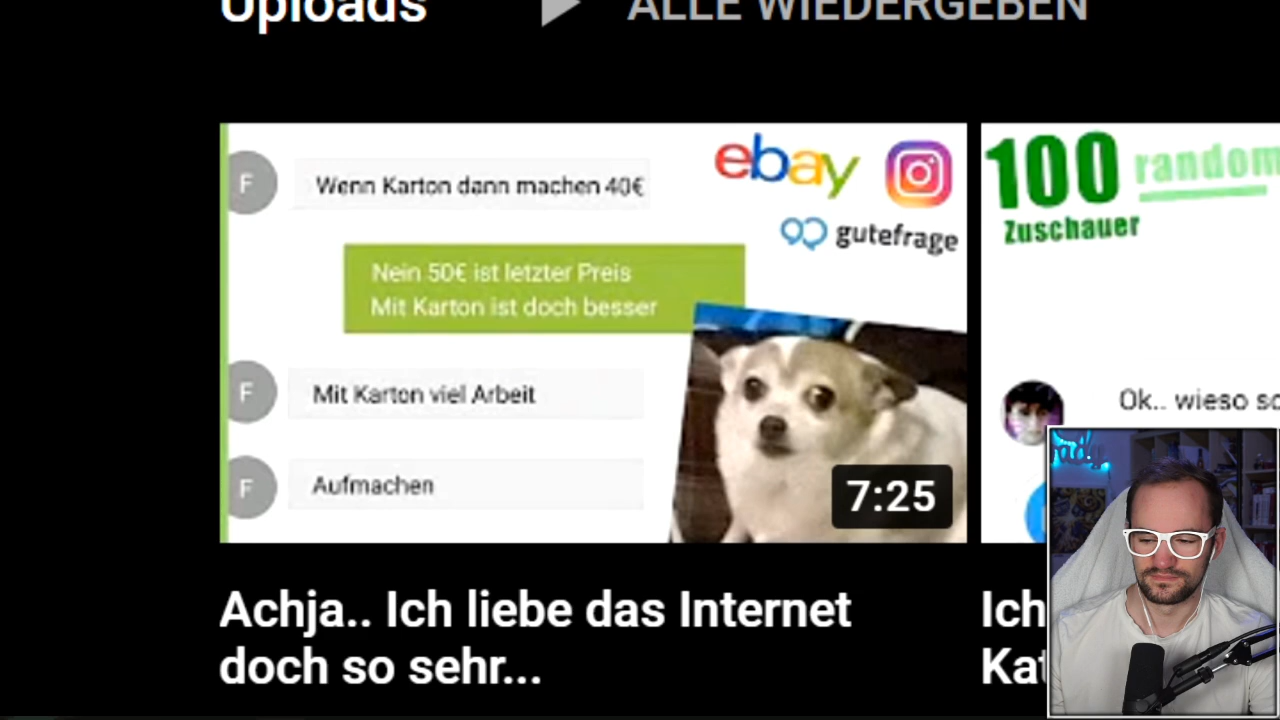 Uploads
ALLE WIEDERGEBEN
F
Wenn Karton dann machen 40€
Nein 50€ ist letzter Preis
Mit Karton ist doch besser
F
Mit Karton viel Arbeit
F
Aufmachen
ebay
gutefrage
7:25
Achja.. Ich liebe das Internet
doch so sehr...
100 random
Zuschauer
Ok.. wieso
Ich